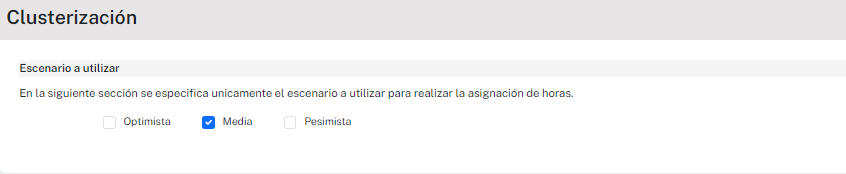 Clusterización
Escenario a utilizar
En la siguiente sección se especifica unicamente el escenario a utilizar para realizar la asignación de horas.
Optimista Media Pesimista